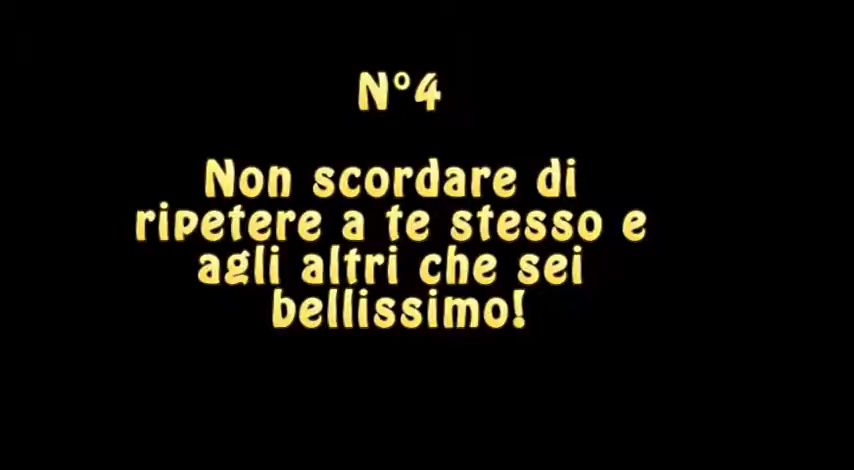 N°4
Non scordare di
ripetere a te stesso e
agli altri che sei
bellissimo!